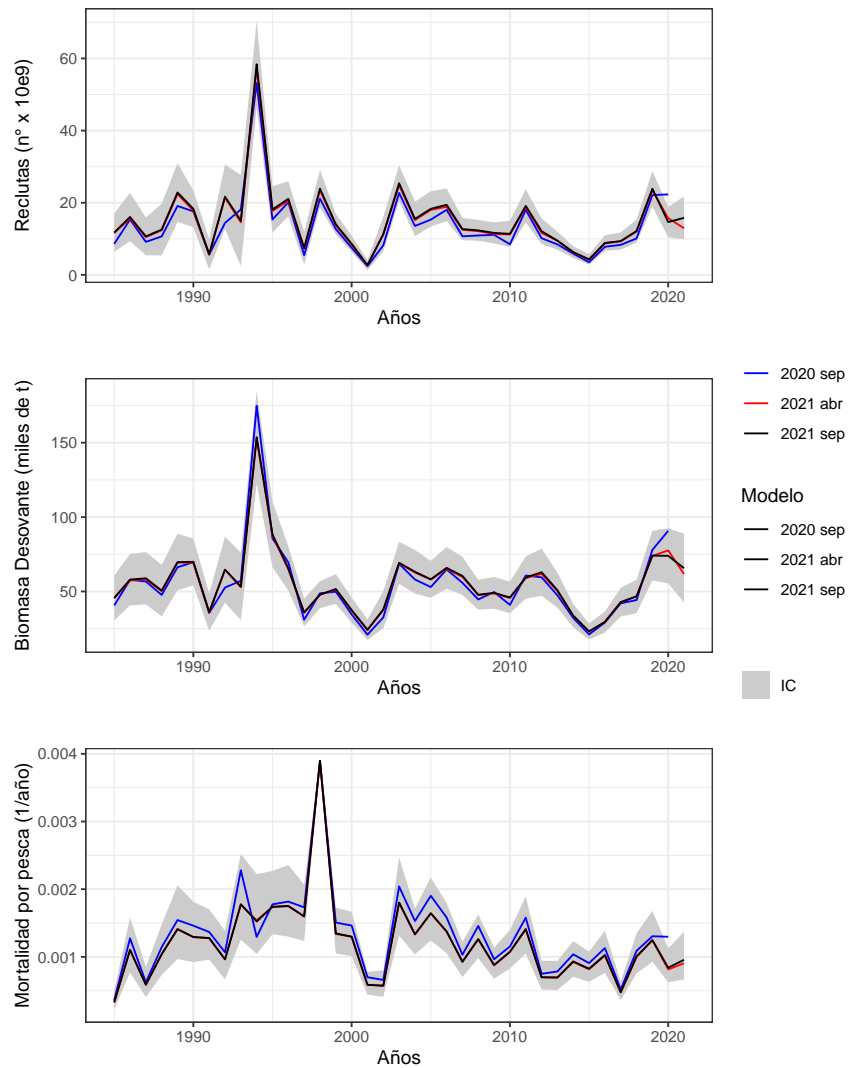 Reclutas (n° x 10e9)
60
40
20
0
1990
2000
2010
2020
Años
Biomasa Desovante (miles de t)
150
100
50
1990
2000
2010
2020
Años
2020 sep
2021 abr
2021 sep
Modelo
2020 sep
2021 abr
2021 sep
IC
Mortalidad por pesca (1/año)
0.004
0.003
0.002
0.001
1990
2000
2010
2020
Años